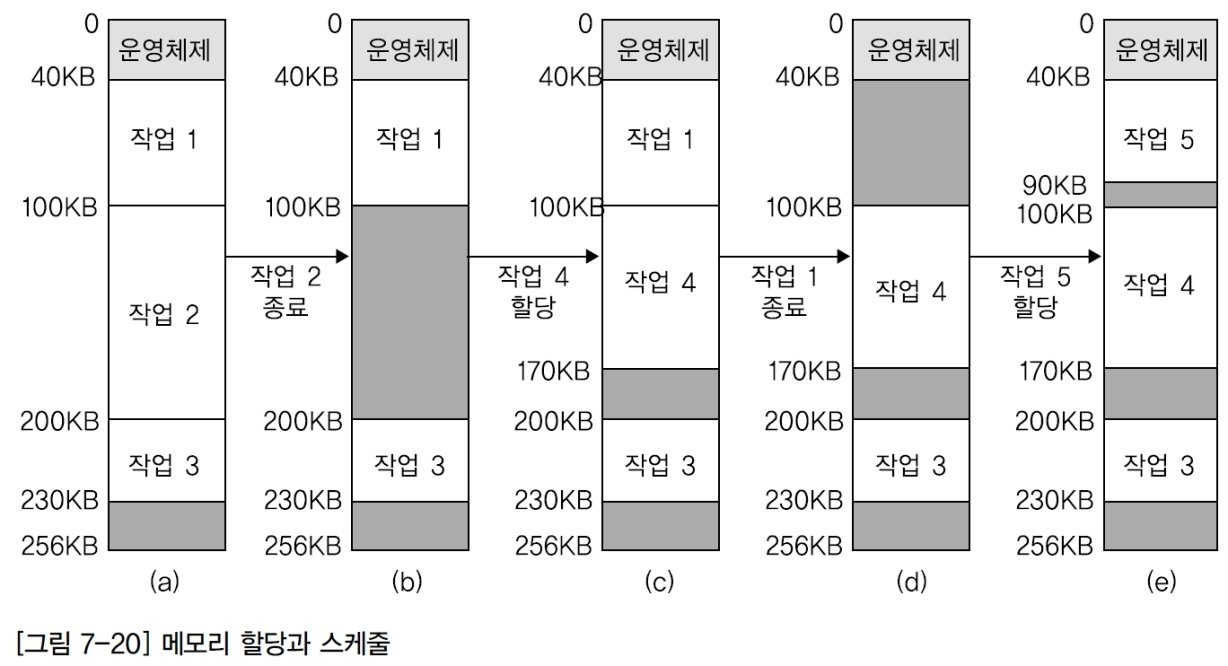 0
운영체제
40KB
작업 1
100KB
작업 2
200KB
작업 3
230KB
256KB
(a)
작업 2
종료
0
운영체제
40KB
작업 1
100KB
200KB
작업 3
230KB
256KB
(b)
작업 4
할당
0
운영체제
40KB
작업 1
100KB
작업 4
170KB
200KB
작업 3
230KB
256KB
(c)
작업 1
종료
0
운영체제
40KB
100KB
작업 4
170KB
200KB
작업 3
230KB
256KB
(d)
작업 5
할당
0
운영체제
40KB
작업 5
90KB
100KB
작업 4
170KB
200KB
작업 3
230KB
256KB
(e)
[그림 7-20] 메모리 할당과 스케줄